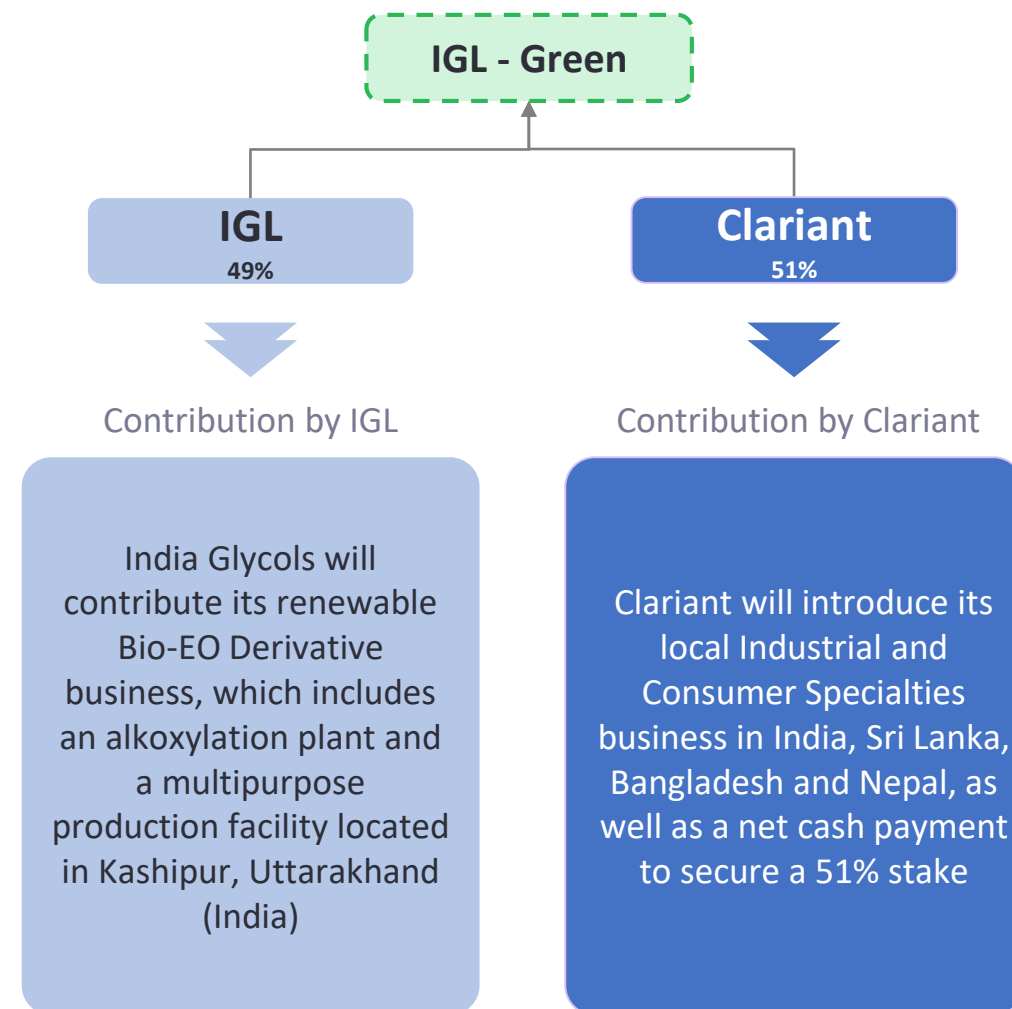 IGL - Green
IGL
49%
Clariant
51%
Contribution by IGL
Contribution by Clariant
India Glycols will
contribute its renewable
Bio-EO Derivative
business, which includes
an alkoxylation plant and
a multipurpose
production facility located
in Kashipur, Uttarakhand
(India)
Clariant will introduce its
local Industrial and
Consumer Specialties
business in India, Sri Lanka,
Bangladesh and Nepal, as
well as a net cash payment
to secure a 51% stake